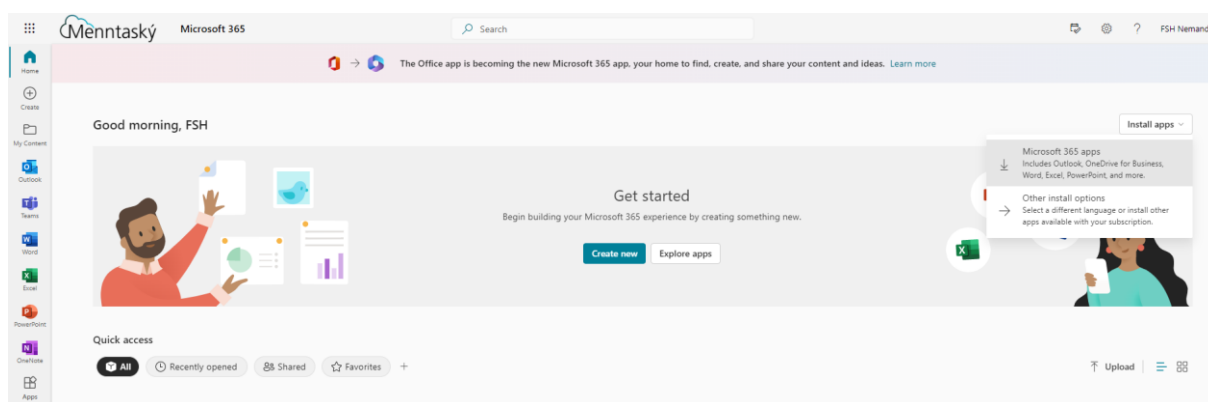 Menntaský
Microsoft 365
Search
FSH Nemand
Home
Create
My Content
Outlook
Teams
Word
Excel
PowerPoint
OneNote
Apps
The Office app is becoming the new Microsoft 365 app, your home to find, create, and share your content and ideas. Learn more
Good morning, FSH
Install apps
Microsoft 365 apps
Includes Outlook, OneDrive for Business,
Word, Excel, PowerPoint, and more.
Other install options
Select a different language or install other
apps available with your subscription.
Get started
Begin building your Microsoft 365 experience by creating something new.
Create new
Explore apps
Quick access
All
Recently opened
Shared
Favorites
Upload